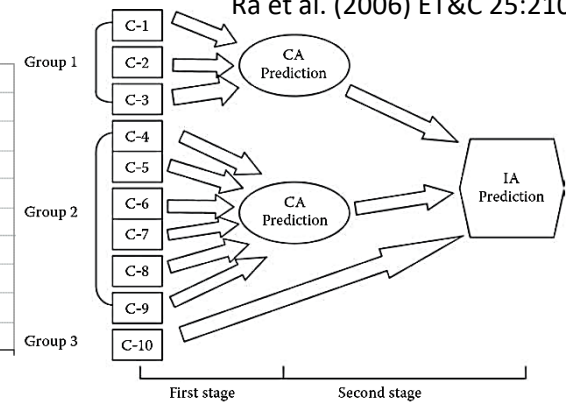 Ra et al. (2006) ET&C 25:210
Group 1
C-1
C-2
C-3
CA
Prediction
Group 2
C-4
C-5
C-6
C-7
C-8
C-9
CA
Prediction
IA
Prediction
Group 3
C-10
First stage
Second stage